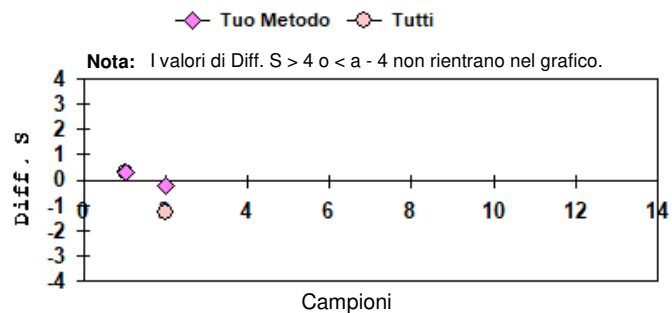 Tuo Metodo Tutti
Nota: I valori di Diff. S > 4 o < a - 4 non rientrano nel grafico.
4
3
2
1
0
-1
-2
-3
-4
Diff. S
0 2 4 6 8 10 12 14
Campioni